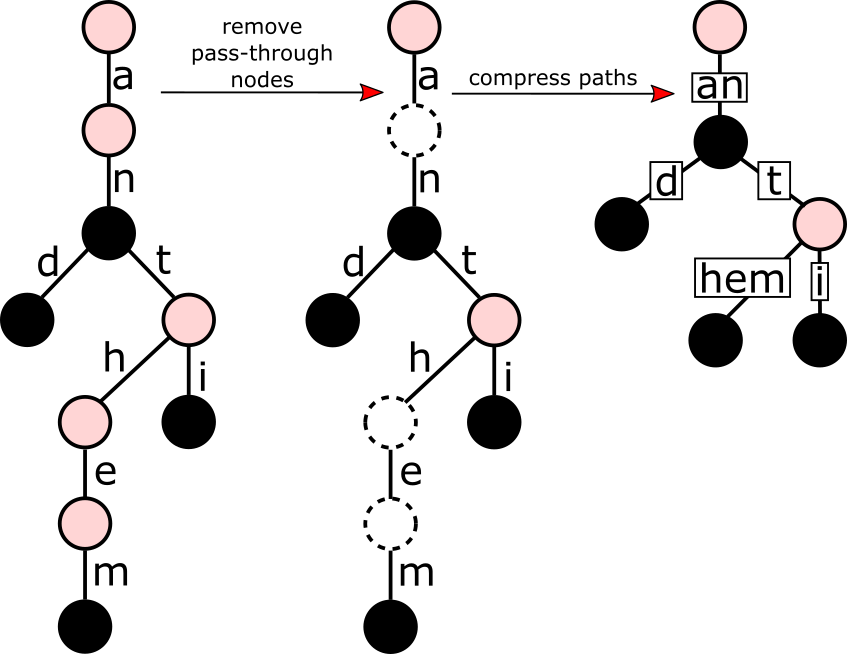 remove
pass-through
nodes
compress paths
a
n
d t
h i
e
m
a
n
d t
h i
e
m
an
d t
hem i